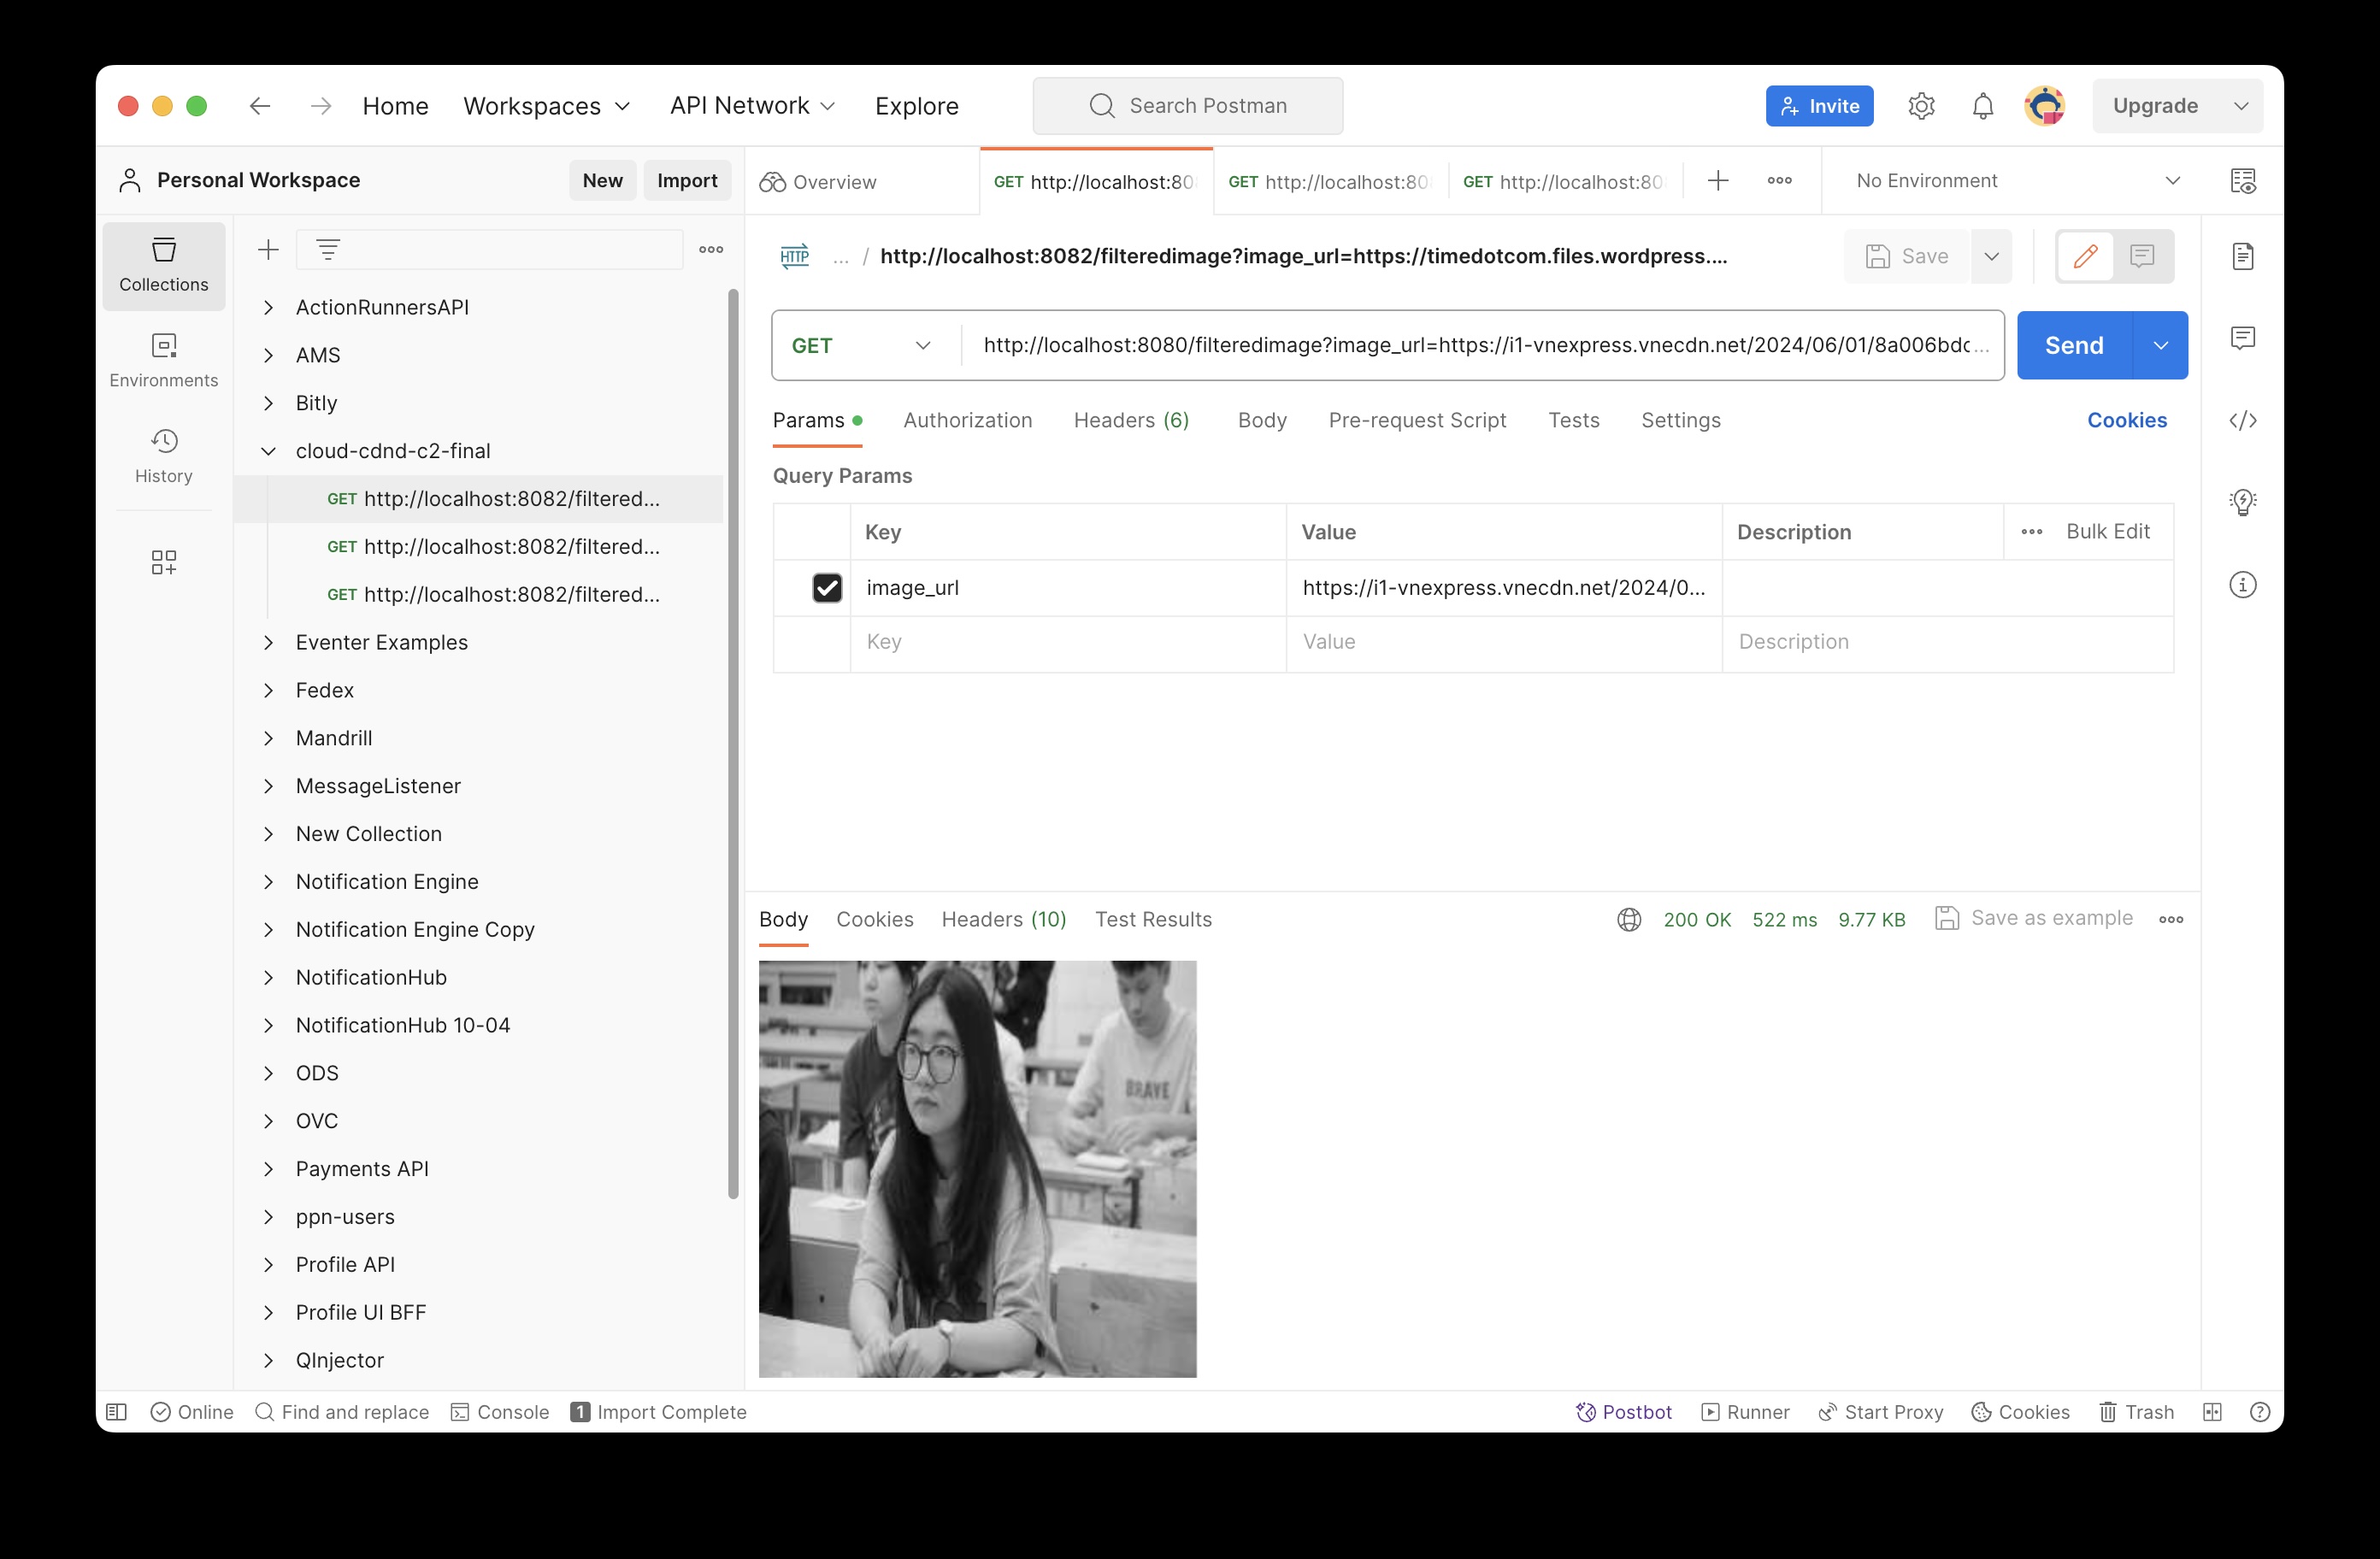 Home Workspaces API Network Explore Search Postman Invite Upgrade
Personal Workspace New Import Overview GET http://localhost:80 GET http://localhost:80 GET http://localhost:80 No Environment
Collections
Environments
History
ActionRunnersAPI
AMS
Bitly
cloud-cdnd-c2-final
GET http://localhost:8082/filtered...
GET http://localhost:8082/filtered...
GET http://localhost:8082/filtered...
Eventer Examples
Fedex
Mandrill
MessageListener
New Collection
Notification Engine
Notification Engine Copy
NotificationHub
NotificationHub 10-04
ODS
OVC
Payments API
ppn-users
Profile API
Profile UI BFF
QInjector
HTTP ... / http://localhost:8082/filteredimage?image_url=https://timedotcom.files.wordpress.... Save
GET http://localhost:8080/filteredimage?image_url=https://i1-vnexpress.vnecdn.net/2024/06/01/8a006bdc... Send
Params Authorization Headers (6) Body Pre-request Script Tests Settings Cookies
Query Params
Key Value Description Bulk Edit
image_url https://i1-vnexpress.vnecdn.net/2024/0...
Key Value Description
Body Cookies Headers (10) Test Results 200 OK 522 ms 9.77 KB Save as example
BRAVE
Online Find and replace Console 1 Import Complete Postbot Runner Start Proxy Cookies Trash